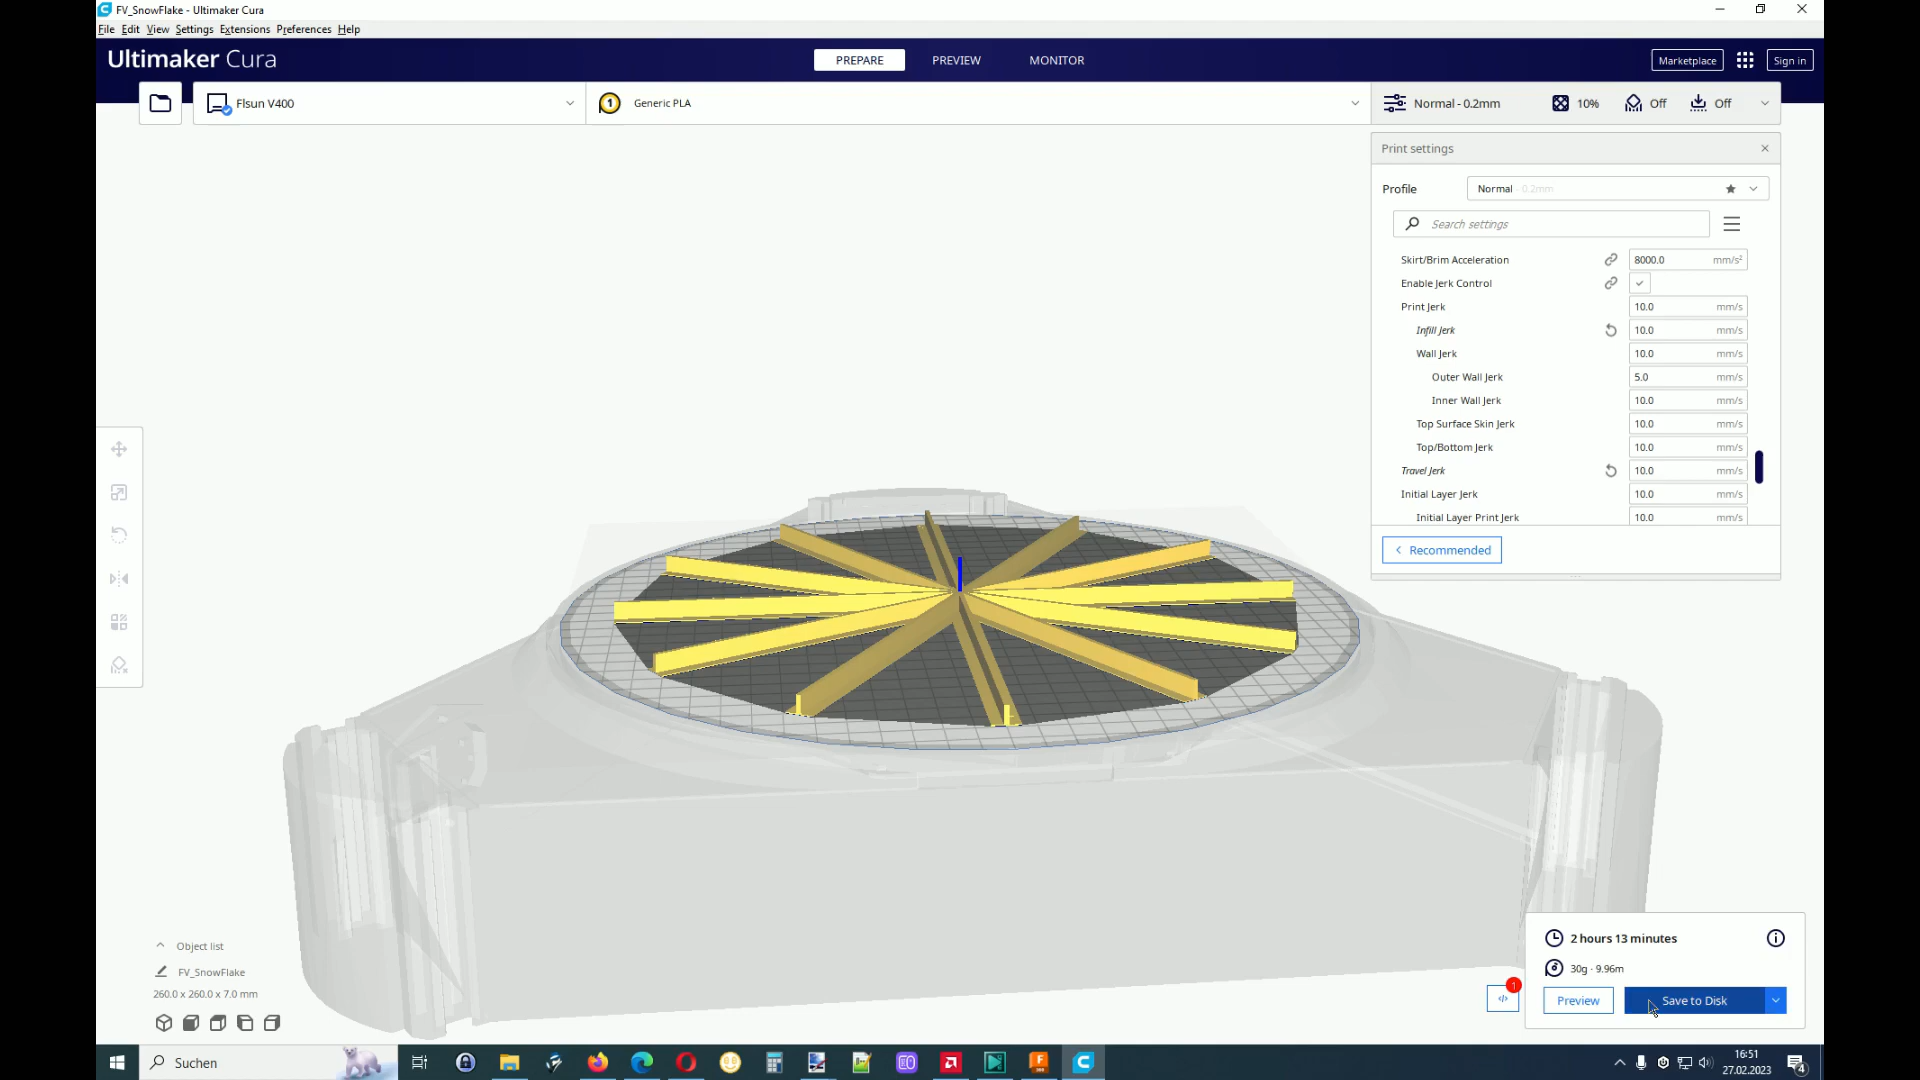 FV_SnowFlake - Ultimaker Cura
File Edit View Settings Extensions Preferences Help
Ultimaker Cura
PREPARE
PREVIEW
MONITOR
Marketplace
Sign in
Flsun V400
1
Generic PLA
Normal - 0.2mm
10%
Off
Off
Print settings
Profile
Normal - 0.2mm
Search settings
Skirt/Brim Acceleration 8000.0 mm/s²
Enable Jerk Control
Print Jerk 10.0 mm/s
Infill Jerk 10.0 mm/s
Wall Jerk 10.0 mm/s
Outer Wall Jerk 5.0 mm/s
Inner Wall Jerk 10.0 mm/s
Top Surface Skin Jerk 10.0 mm/s
Top/Bottom Jerk 10.0 mm/s
Travel Jerk 10.0 mm/s
Initial Layer Jerk 10.0 mm/s
Initial Layer Print Jerk 10.0 mm/s
Recommended
Object list
FV_SnowFlake
260.0 x 260.0 x 7.0 mm
2 hours 13 minutes
30g · 9.96m
1
Preview
Save to Disk
Suchen
16:51
27.02.2023
4